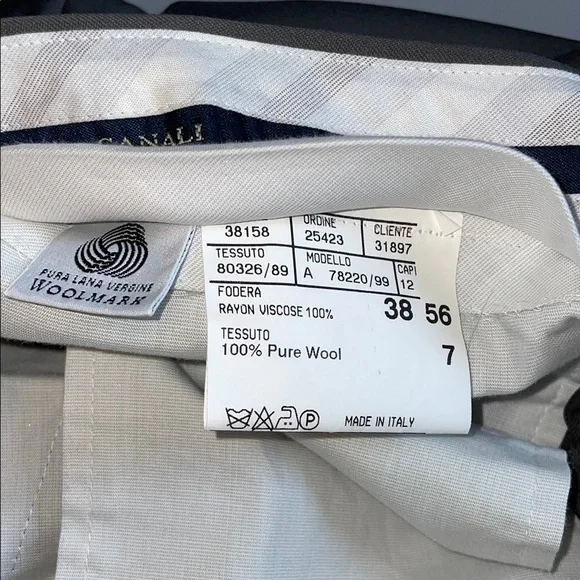 CANALI
PURA LANA VERGINE
WOOLMARK
ORDINE CLIENTE
38158 25423 31897
TESSUTO MODELLO CAPI
80326/89 A 78220/99 12
FODERA
RAYON VISCOSE 100% 38 56
TESSUTO
100% Pure Wool 7
P MADE IN ITALY